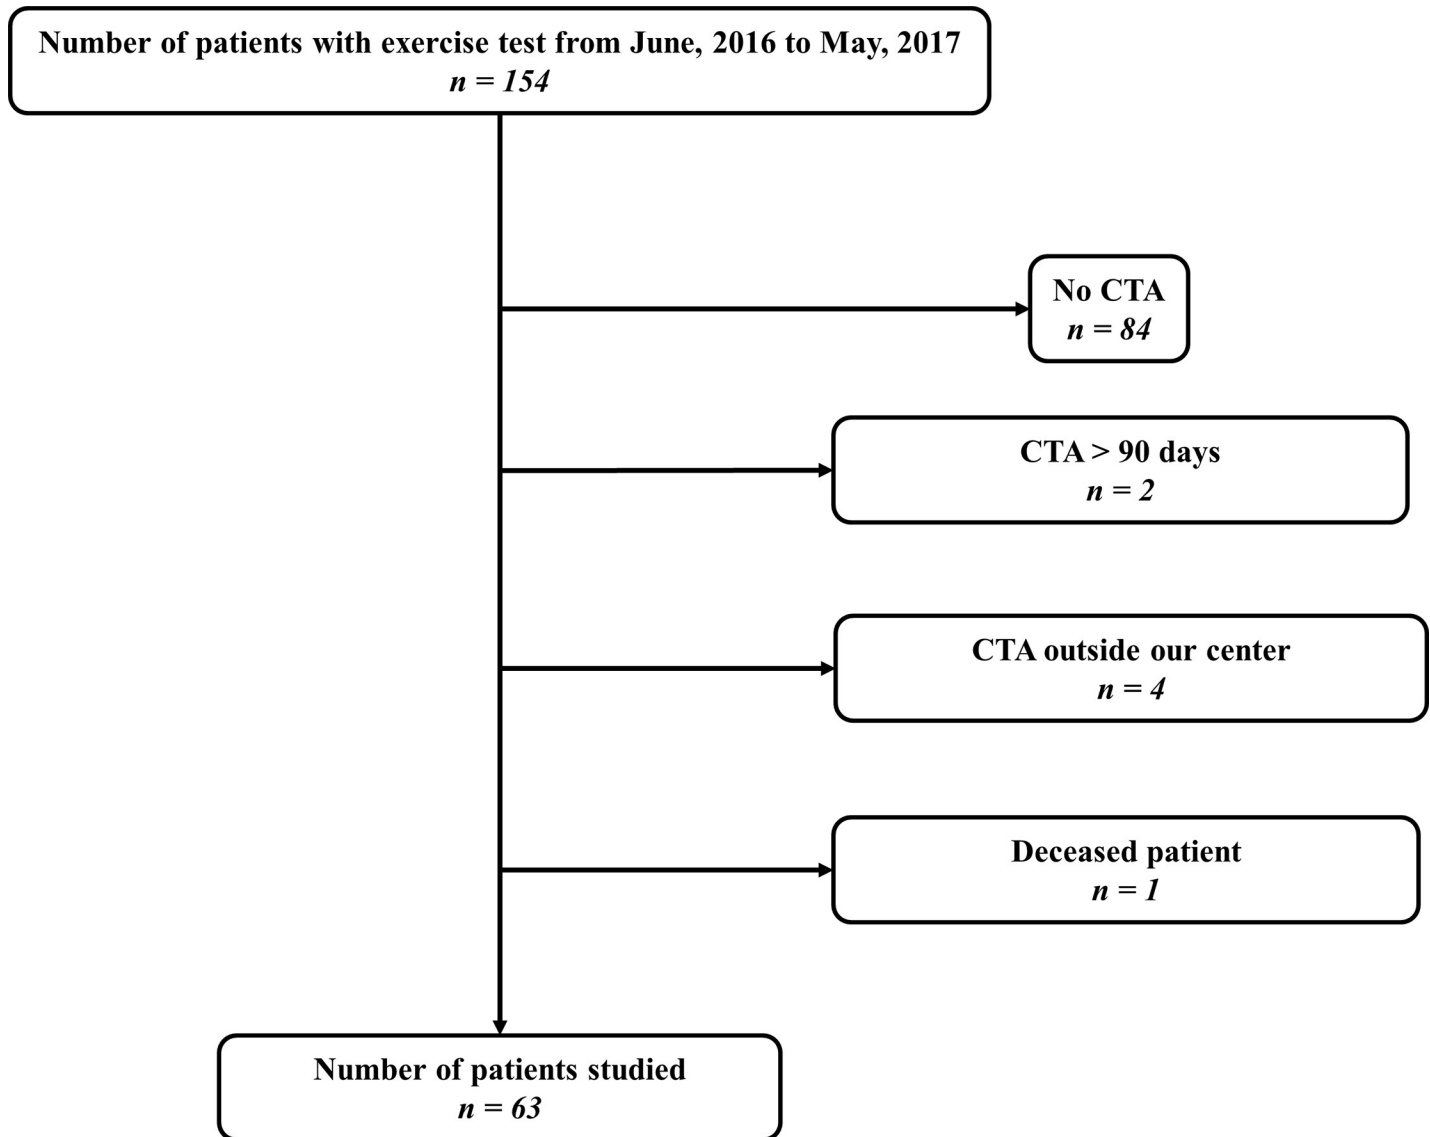 Number of patients with exercise test from June, 2016 to May, 2017
n = 154
No CTA
n = 84
CTA > 90 days
n = 2
CTA outside our center
n = 4
Deceased patient
n = 1
Number of patients studied
n = 63